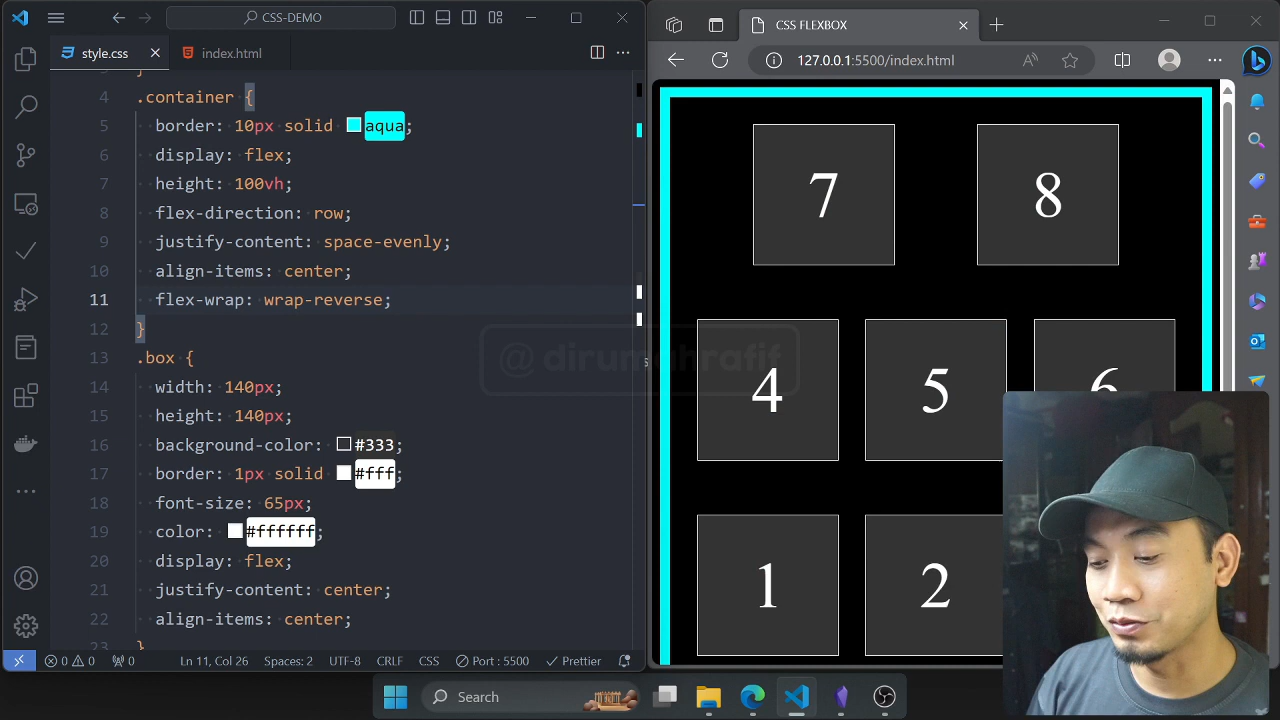 CSS-DEMO
style.css
index.html
4 .container {
5 border: 10px solid aqua;
6 display: flex;
7 height: 100vh;
8 flex-direction: row;
9 justify-content: space-evenly;
10 align-items: center;
11 flex-wrap: wrap-reverse;
12 }
13 .box {
14 width: 140px;
15 height: 140px;
16 background-color: #333;
17 border: 1px solid #fff;
18 font-size: 65px;
19 color: #ffffff;
20 display: flex;
21 justify-content: center;
22 align-items: center;
0 0 0 Ln 11, Col 26 Spaces: 2 UTF-8 CRLF CSS Port : 5500 Prettier
CSS FLEXBOX
127.0.0.1:5500/index.html
7 8
4 5 6
1 2
@ dirumahrafif
Search